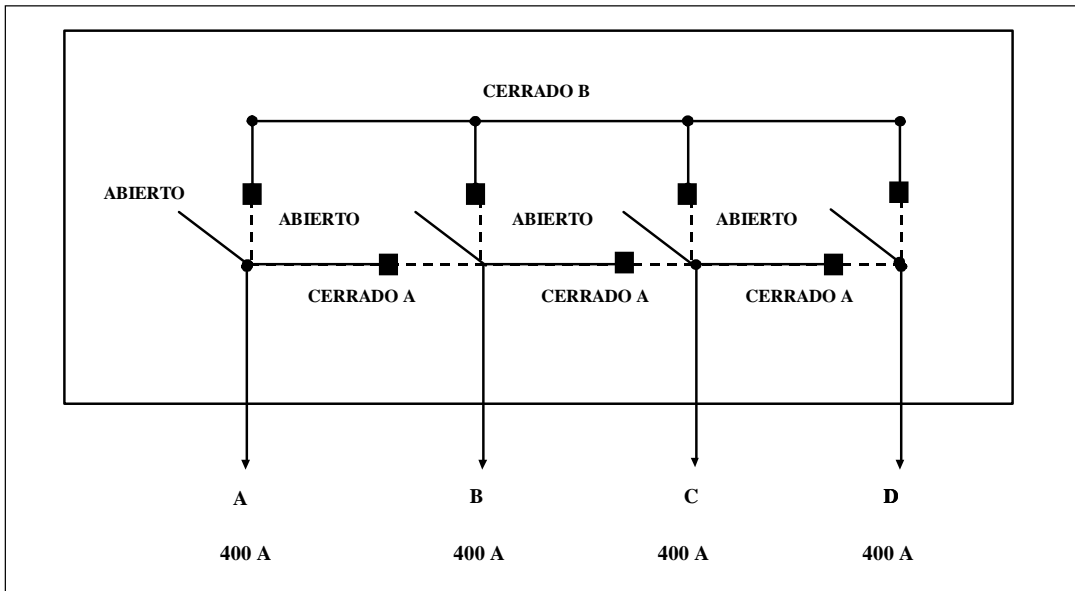 CERRADO B
ABIERTO
ABIERTO ABIERTO ABIERTO
CERRADO A CERRADO A CERRADO A
A B C D
400 A 400 A 400 A 400 A